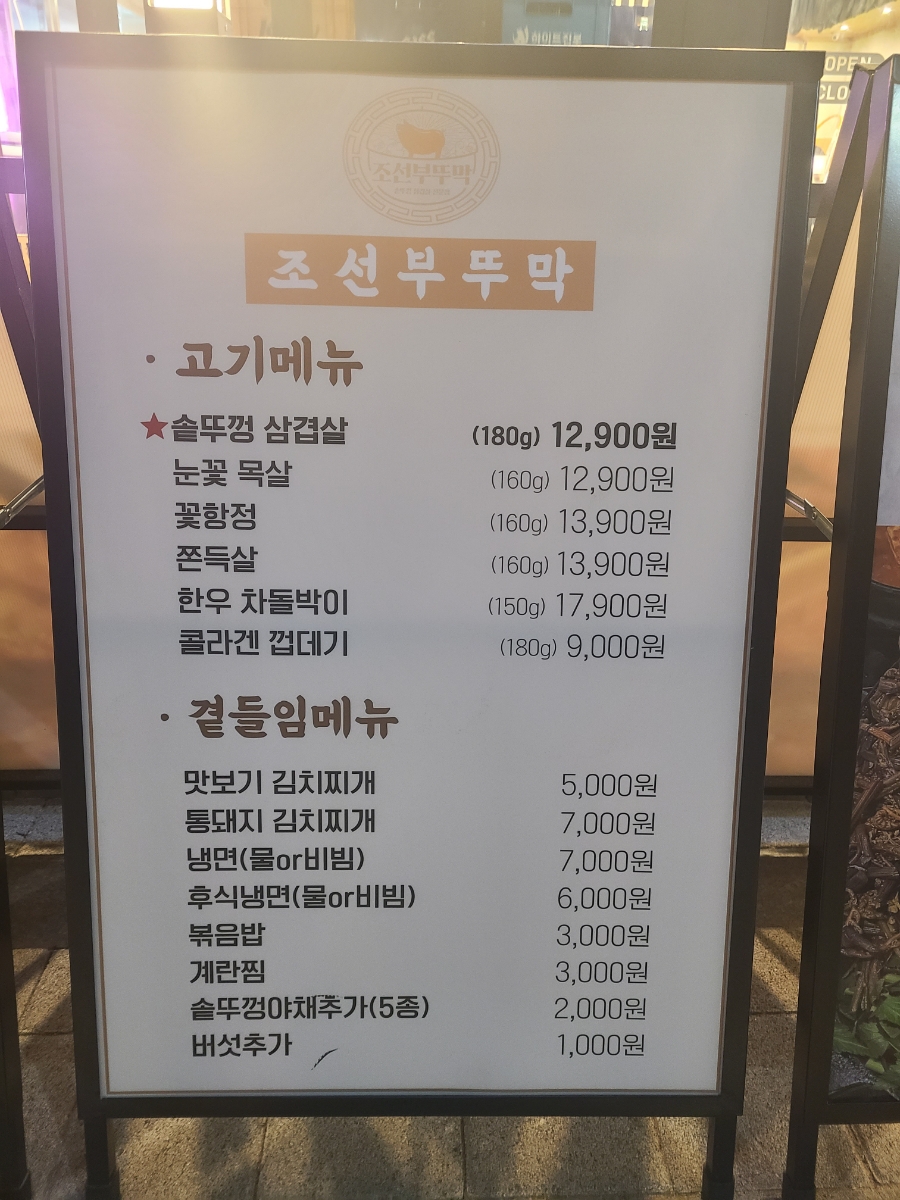 하이트진로
OPEN
CLO
조선부뚜막
조선부뚜막
· 고기메뉴
★솥뚜껑 삼겹살 (180g) 12,900원
눈꽃 목살 (160g) 12,900원
꽃항정 (160g) 13,900원
쫀득살 (160g) 13,900원
한우 차돌박이 (150g) 17,900원
콜라겐 껍데기 (180g) 9,000원
· 곁들임메뉴
맛보기 김치찌개 5,000원
통돼지 김치찌개 7,000원
냉면(물or비빔) 7,000원
후식냉면(물or비빔) 6,000원
볶음밥 3,000원
계란찜 3,000원
솥뚜껑야채추가(5종) 2,000원
버섯추가 1,000원